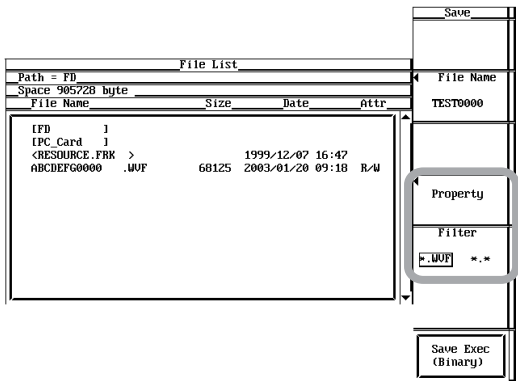 Save
File List
Path = FD
Space 905728 byte
File Name Size Date Attr
[FD ]
[PC_Card ]
<RESOURCE.FRK > 1999/12/07 16:47
ABCDEFG0000 .WVF 68125 2003/01/20 09:18 R/W
File Name
TEST0000
Property
Filter
*.WVF *.*
Save Exec
(Binary)